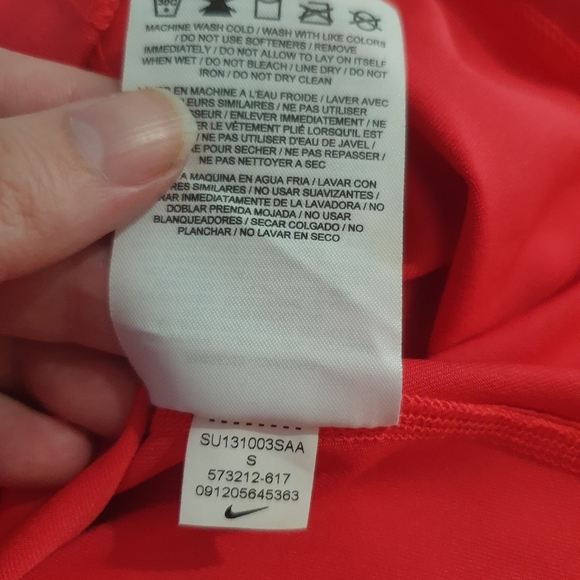 30C
MACHINE WASH COLD / WASH WITH LIKE COLORS
/ DO NOT USE SOFTENERS / REMOVE
IMMEDIATELY / DO NOT ALLOW TO LAY ON ITSELF
WHEN WET / DO NOT BLEACH / LINE DRY / DO NOT
IRON / DO NOT DRY CLEAN
EN MACHINE A L'EAU FROIDE / LAVER AVEC
LEURS SIMILAIRES / NE PAS UTILISER
SSEUR / ENLEVER IMMEDIATEMENT / NE
ER LE VÊTEMENT PLIÉ LORSQU'IL EST
/ NE PAS UTILISER D'EAU DE JAVEL /
E POUR SECHER / NE PAS REPASSER /
NE PAS NETTOYER A SEC
A MAQUINA EN AGUA FRIA / LAVAR CON
RES SIMILARES / NO USAR SUAVIZANTES /
RAR INMEDIATAMENTE DE LA LAVADORA / NO
DOBLAR PRENDA MOJADA / NO USAR
BLANQUEADORES / SECAR COLGADO / NO
PLANCHAR / NO LAVAR EN SECO
SU131003SAA
S
573212-617
091205645363